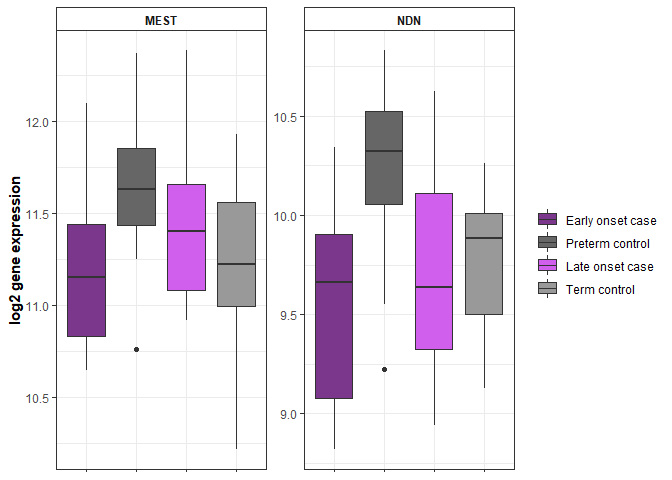 MEST
NDN
log2 gene expression
12.0
11.5
11.0
10.5
10.5
10.0
9.5
9.0
Early onset case
Preterm control
Late onset case
Term control